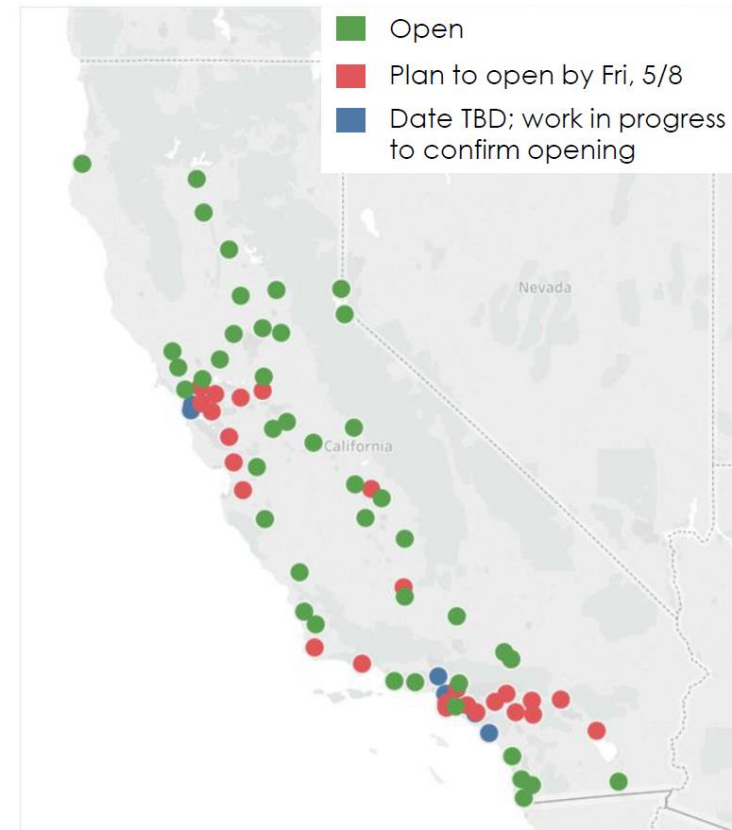 Open
Plan to open by Fri, 5/8
Date TBD; work in progress
to confirm opening
Nevada
California